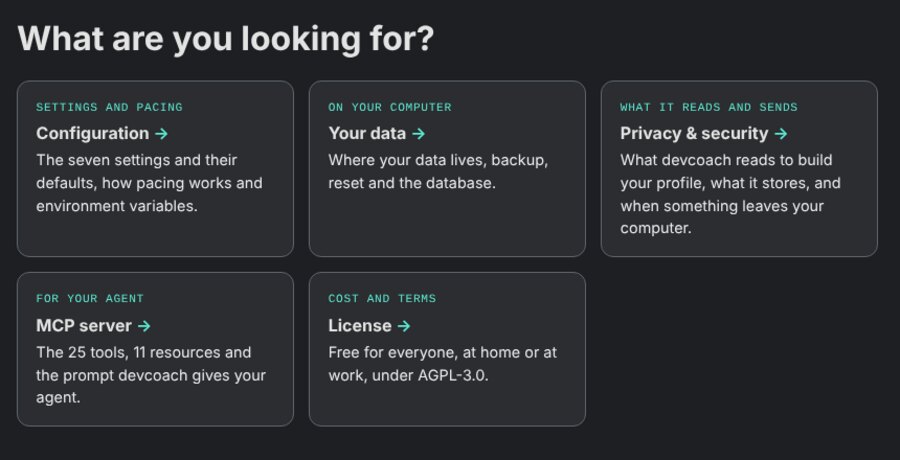 What are you looking for?
SETTINGS AND PACING
Configuration →
The seven settings and their
defaults, how pacing works and
environment variables.
ON YOUR COMPUTER
Your data →
Where your data lives, backup,
reset and the database.
WHAT IT READS AND SENDS
Privacy & security →
What devcoach reads to build
your profile, what it stores, and
when something leaves your
computer.
FOR YOUR AGENT
MCP server →
The 25 tools, 11 resources and
the prompt devcoach gives your
agent.
COST AND TERMS
License →
Free for everyone, at home or at
work, under AGPL-3.0.